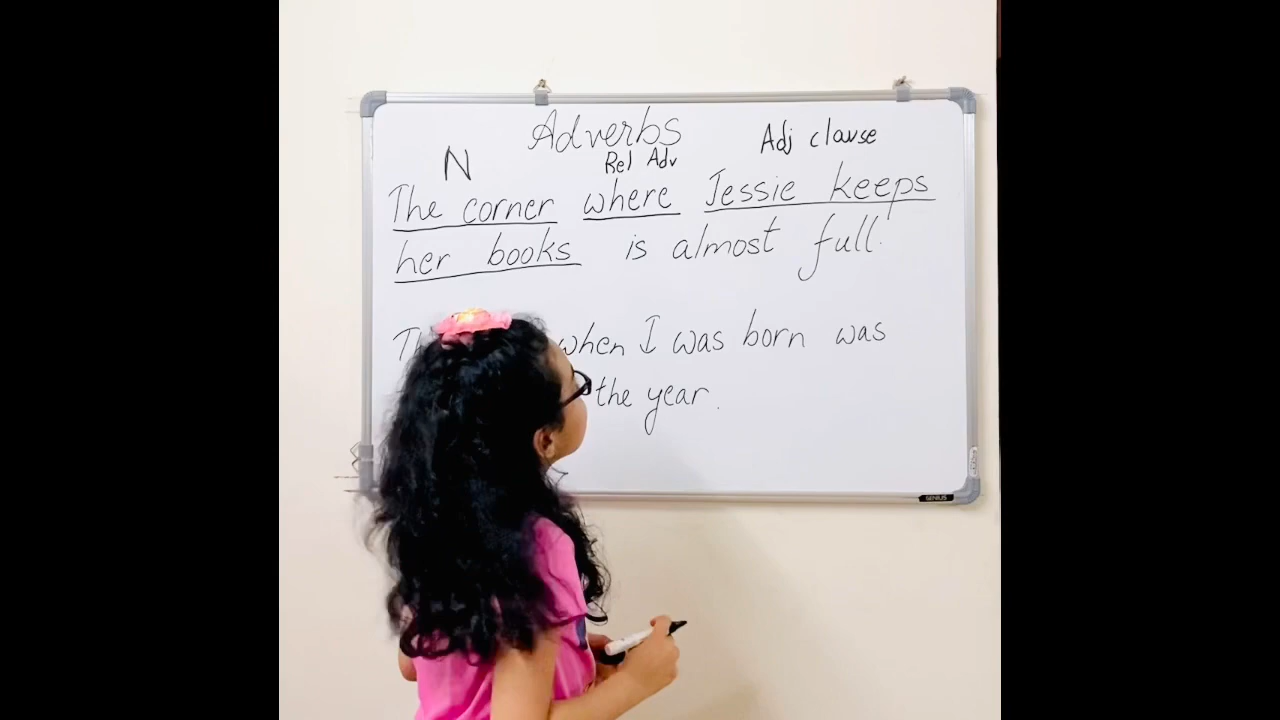 Adverbs
N Rel Adv Adj clause
The corner where Jessie keeps
her books is almost full.
when I was born was
the year.
GENIUS